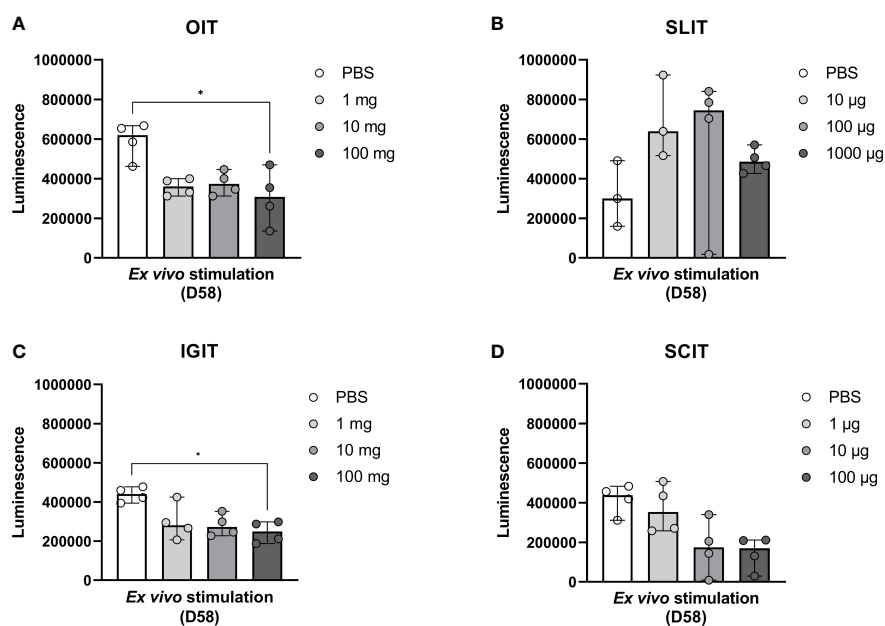 A
OIT
1000000
800000
600000
400000
200000
0
Luminescence
*
PBS
1 mg
10 mg
100 mg
Ex vivo stimulation
(D58)
B
SLIT
1000000
800000
600000
400000
200000
0
Luminescence
PBS
10 µg
100 µg
1000 µg
Ex vivo stimulation
(D58)
C
IGIT
1000000
800000
600000
400000
200000
0
Luminescence
*
PBS
1 mg
10 mg
100 mg
Ex vivo stimulation
(D58)
D
SCIT
1000000
800000
600000
400000
200000
0
Luminescence
PBS
1 µg
10 µg
100 µg
Ex vivo stimulation
(D58)